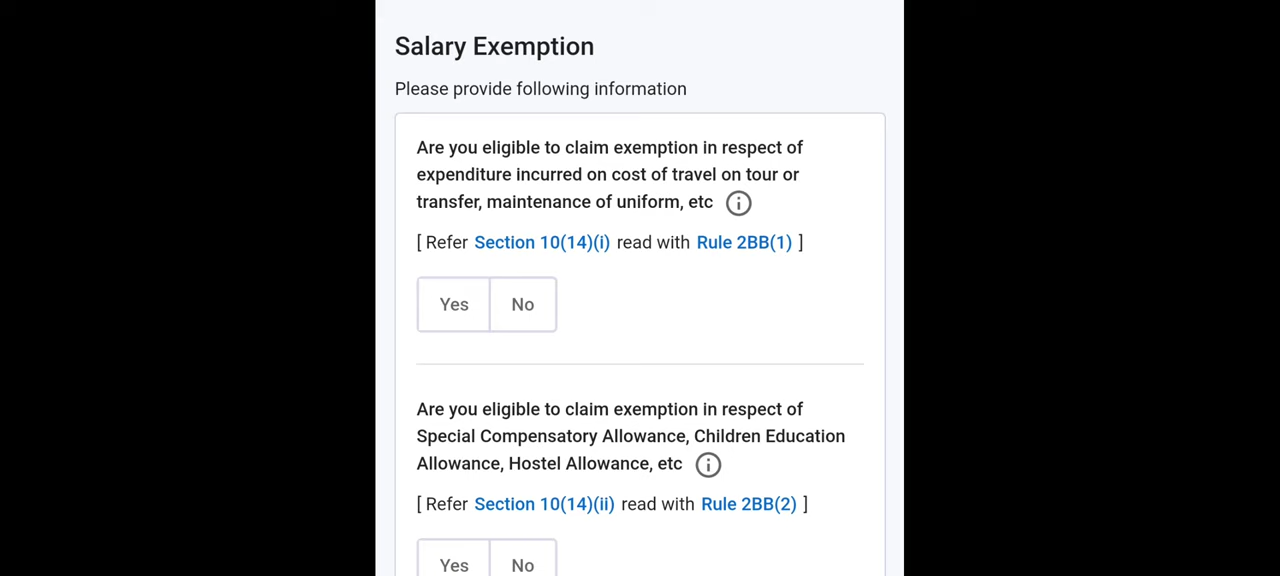 Salary Exemption
Please provide following information
Are you eligible to claim exemption in respect of
expenditure incurred on cost of travel on tour or
transfer, maintenance of uniform, etc
[ Refer Section 10(14)(i) read with Rule 2BB(1) ]
Yes No
Are you eligible to claim exemption in respect of
Special Compensatory Allowance, Children Education
Allowance, Hostel Allowance, etc
[ Refer Section 10(14)(ii) read with Rule 2BB(2) ]
Yes No